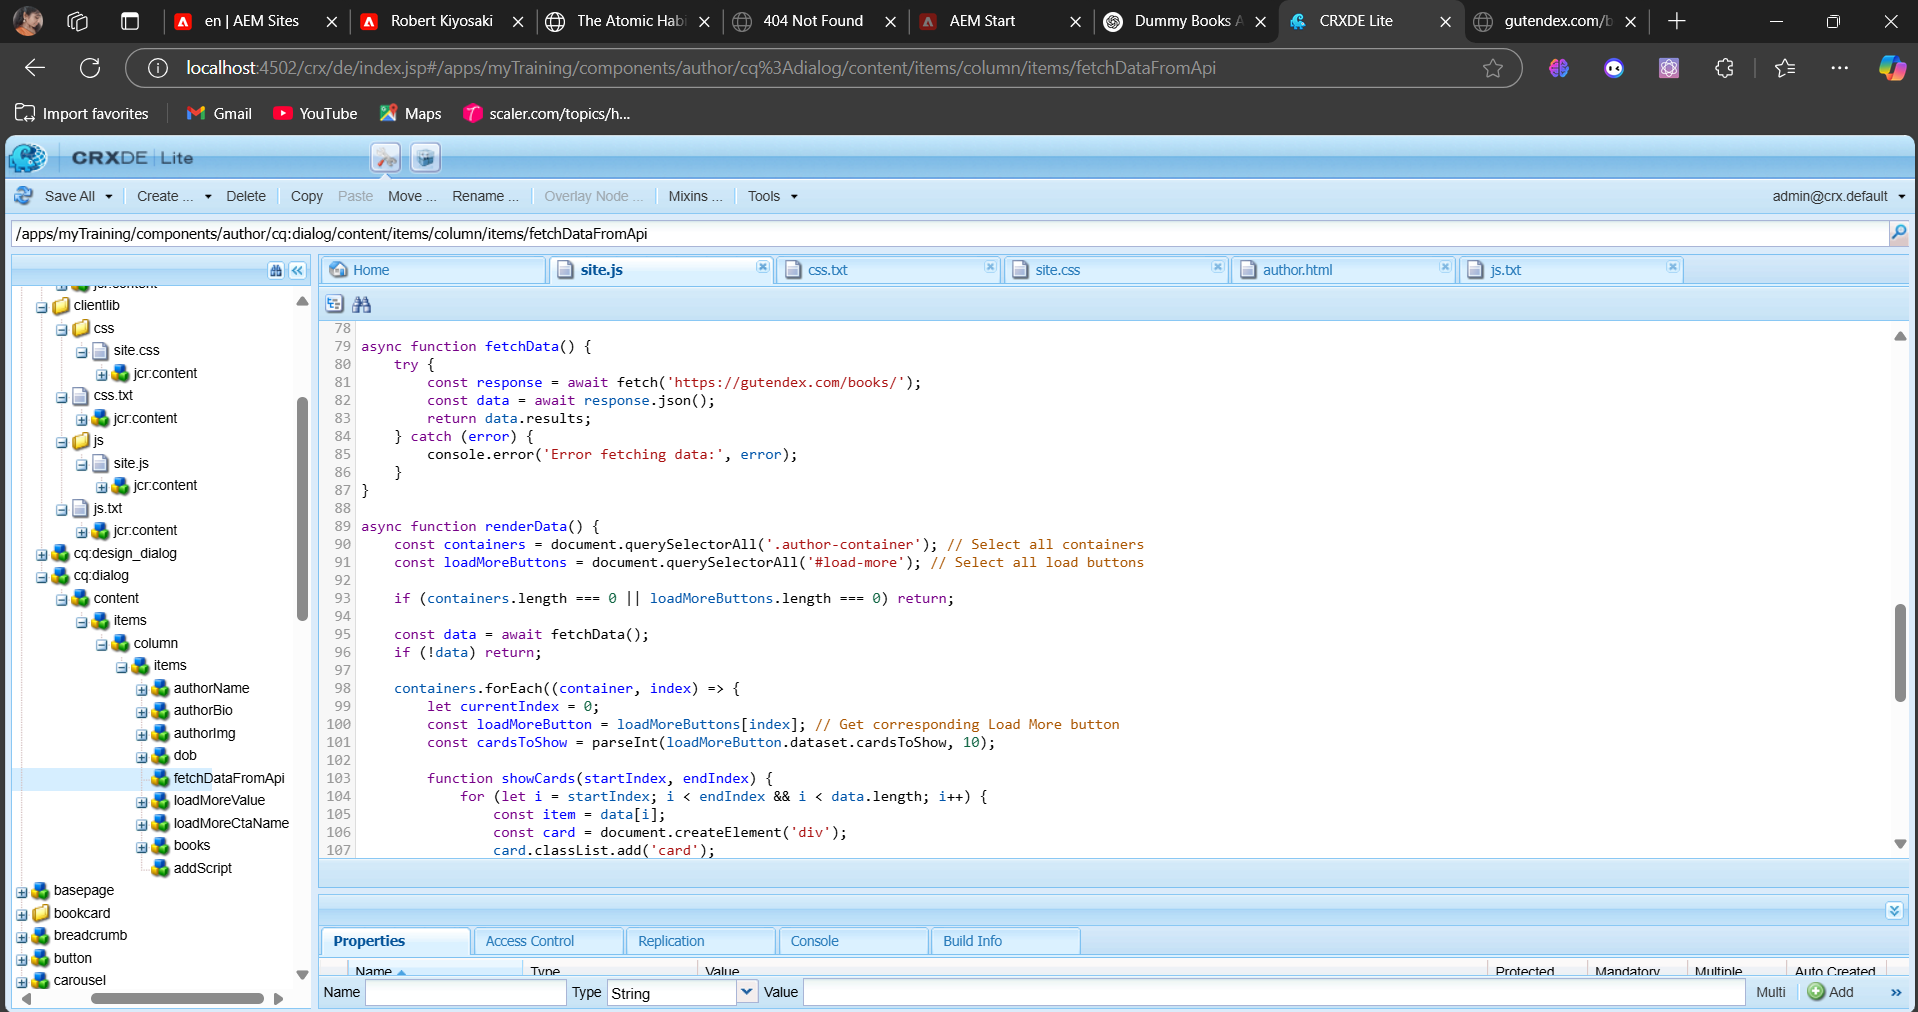 en | AEM Sites
Robert Kiyosaki
The Atomic Habi
404 Not Found
AEM Start
Dummy Books A
CRXDE Lite
gutendex.com/b
localhost:4502/crx/de/index.jsp#/apps/myTraining/components/author/cq%3Adialog/content/items/column/items/fetchDataFromApi
Import favorites
Gmail
YouTube
Maps
scaler.com/topics/h...
CRXDE | Lite
Save All
Create ...
Delete
Copy
Paste
Move ...
Rename ...
Overlay Node ...
Mixins ...
Tools
admin@crx.default
/apps/myTraining/components/author/cq:dialog/content/items/column/items/fetchDataFromApi
jcr:content
clientlib
css
site.css
jcr:content
css.txt
jcr:content
js
site.js
jcr:content
js.txt
jcr:content
cq:design_dialog
cq:dialog
content
items
column
items
authorName
authorBio
authorImg
dob
fetchDataFromApi
loadMoreValue
loadMoreCtaName
books
addScript
basepage
bookcard
breadcrumb
button
carousel
Home
site.js
css.txt
site.css
author.html
js.txt
78
79 async function fetchData() {
80 try {
81 const response = await fetch('https://gutendex.com/books/');
82 const data = await response.json();
83 return data.results;
84 } catch (error) {
85 console.error('Error fetching data:', error);
86 }
87 }
88
89 async function renderData() {
90 const containers = document.querySelectorAll('.author-container'); // Select all containers
91 const loadMoreButtons = document.querySelectorAll('#load-more'); // Select all load buttons
92
93 if (containers.length === 0 || loadMoreButtons.length === 0) return;
94
95 const data = await fetchData();
96 if (!data) return;
97
98 containers.forEach((container, index) => {
99 let currentIndex = 0;
100 const loadMoreButton = loadMoreButtons[index]; // Get corresponding Load More button
101 const cardsToShow = parseInt(loadMoreButton.dataset.cardsToShow, 10);
102
103 function showCards(startIndex, endIndex) {
104 for (let i = startIndex; i < endIndex && i < data.length; i++) {
105 const item = data[i];
106 const card = document.createElement('div');
107 card.classList.add('card');
Properties
Access Control
Replication
Console
Build Info
Name
Type
Value
Protected
Mandatory
Multiple
Auto Created
Name
Type
String
Value
Multi
Add